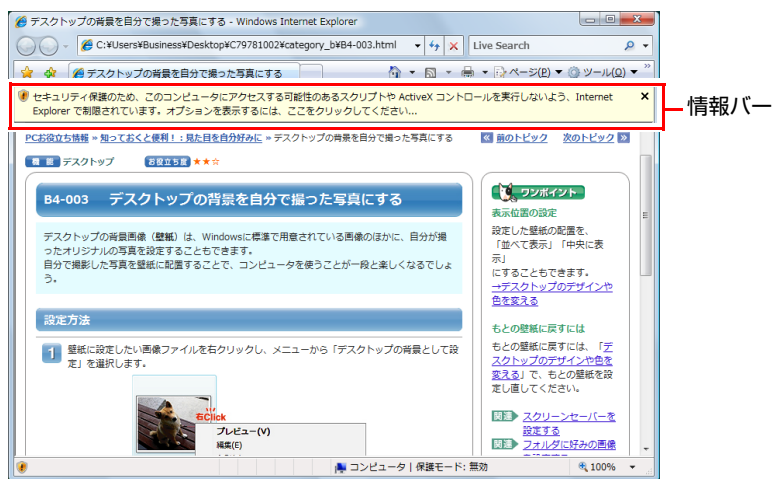 デスクトップの背景を自分で撮った写真にする - Windows Internet Explorer
C:¥Users¥Business¥Desktop¥C79781002¥category_b¥B4-003.html
Live Search
デスクトップの背景を自分で撮った写真にする
ページ(P) ツール(O)
セキュリティ保護のため、このコンピュータにアクセスする可能性のあるスクリプトや ActiveX コントロールを実行しないよう、Internet
Explorer で制限されています。オプションを表示するには、ここをクリックしてください...
情報バー
PCお役立ち情報 » 知っておくと便利！：見た目を自分好みに » デスクトップの背景を自分で撮った写真にする
前のトピック 次のトピック
機 能 デスクトップ お役立ち度 ★★☆
B4-003 デスクトップの背景を自分で撮った写真にする
デスクトップの背景画像（壁紙）は、Windowsに標準で用意されている画像のほかに、自分が撮
ったオリジナルの写真を設定することもできます。
自分で撮影した写真を壁紙に配置することで、コンピュータを使うことが一段と楽しくなるでしょ
う。
設定方法
1 壁紙に設定したい画像ファイルを右クリックし、メニューから「デスクトップの背景として設
定」を選択します。
右Click
プレビュー(V)
編集(E)
ワンポイント
表示位置の設定
設定した壁紙の配置を、
「並べて表示」「中央に表
示」
にすることもできます。
→デスクトップのデザインや
色を変える
もとの壁紙に戻すには
もとの壁紙に戻すには、「デ
スクトップのデザインや色を
変える」で、もとの壁紙を設
定し直してください。
関連 スクリーンセーバーを
設定する
関連 フォルダに好みの画像
コンピュータ | 保護モード: 無効
100%